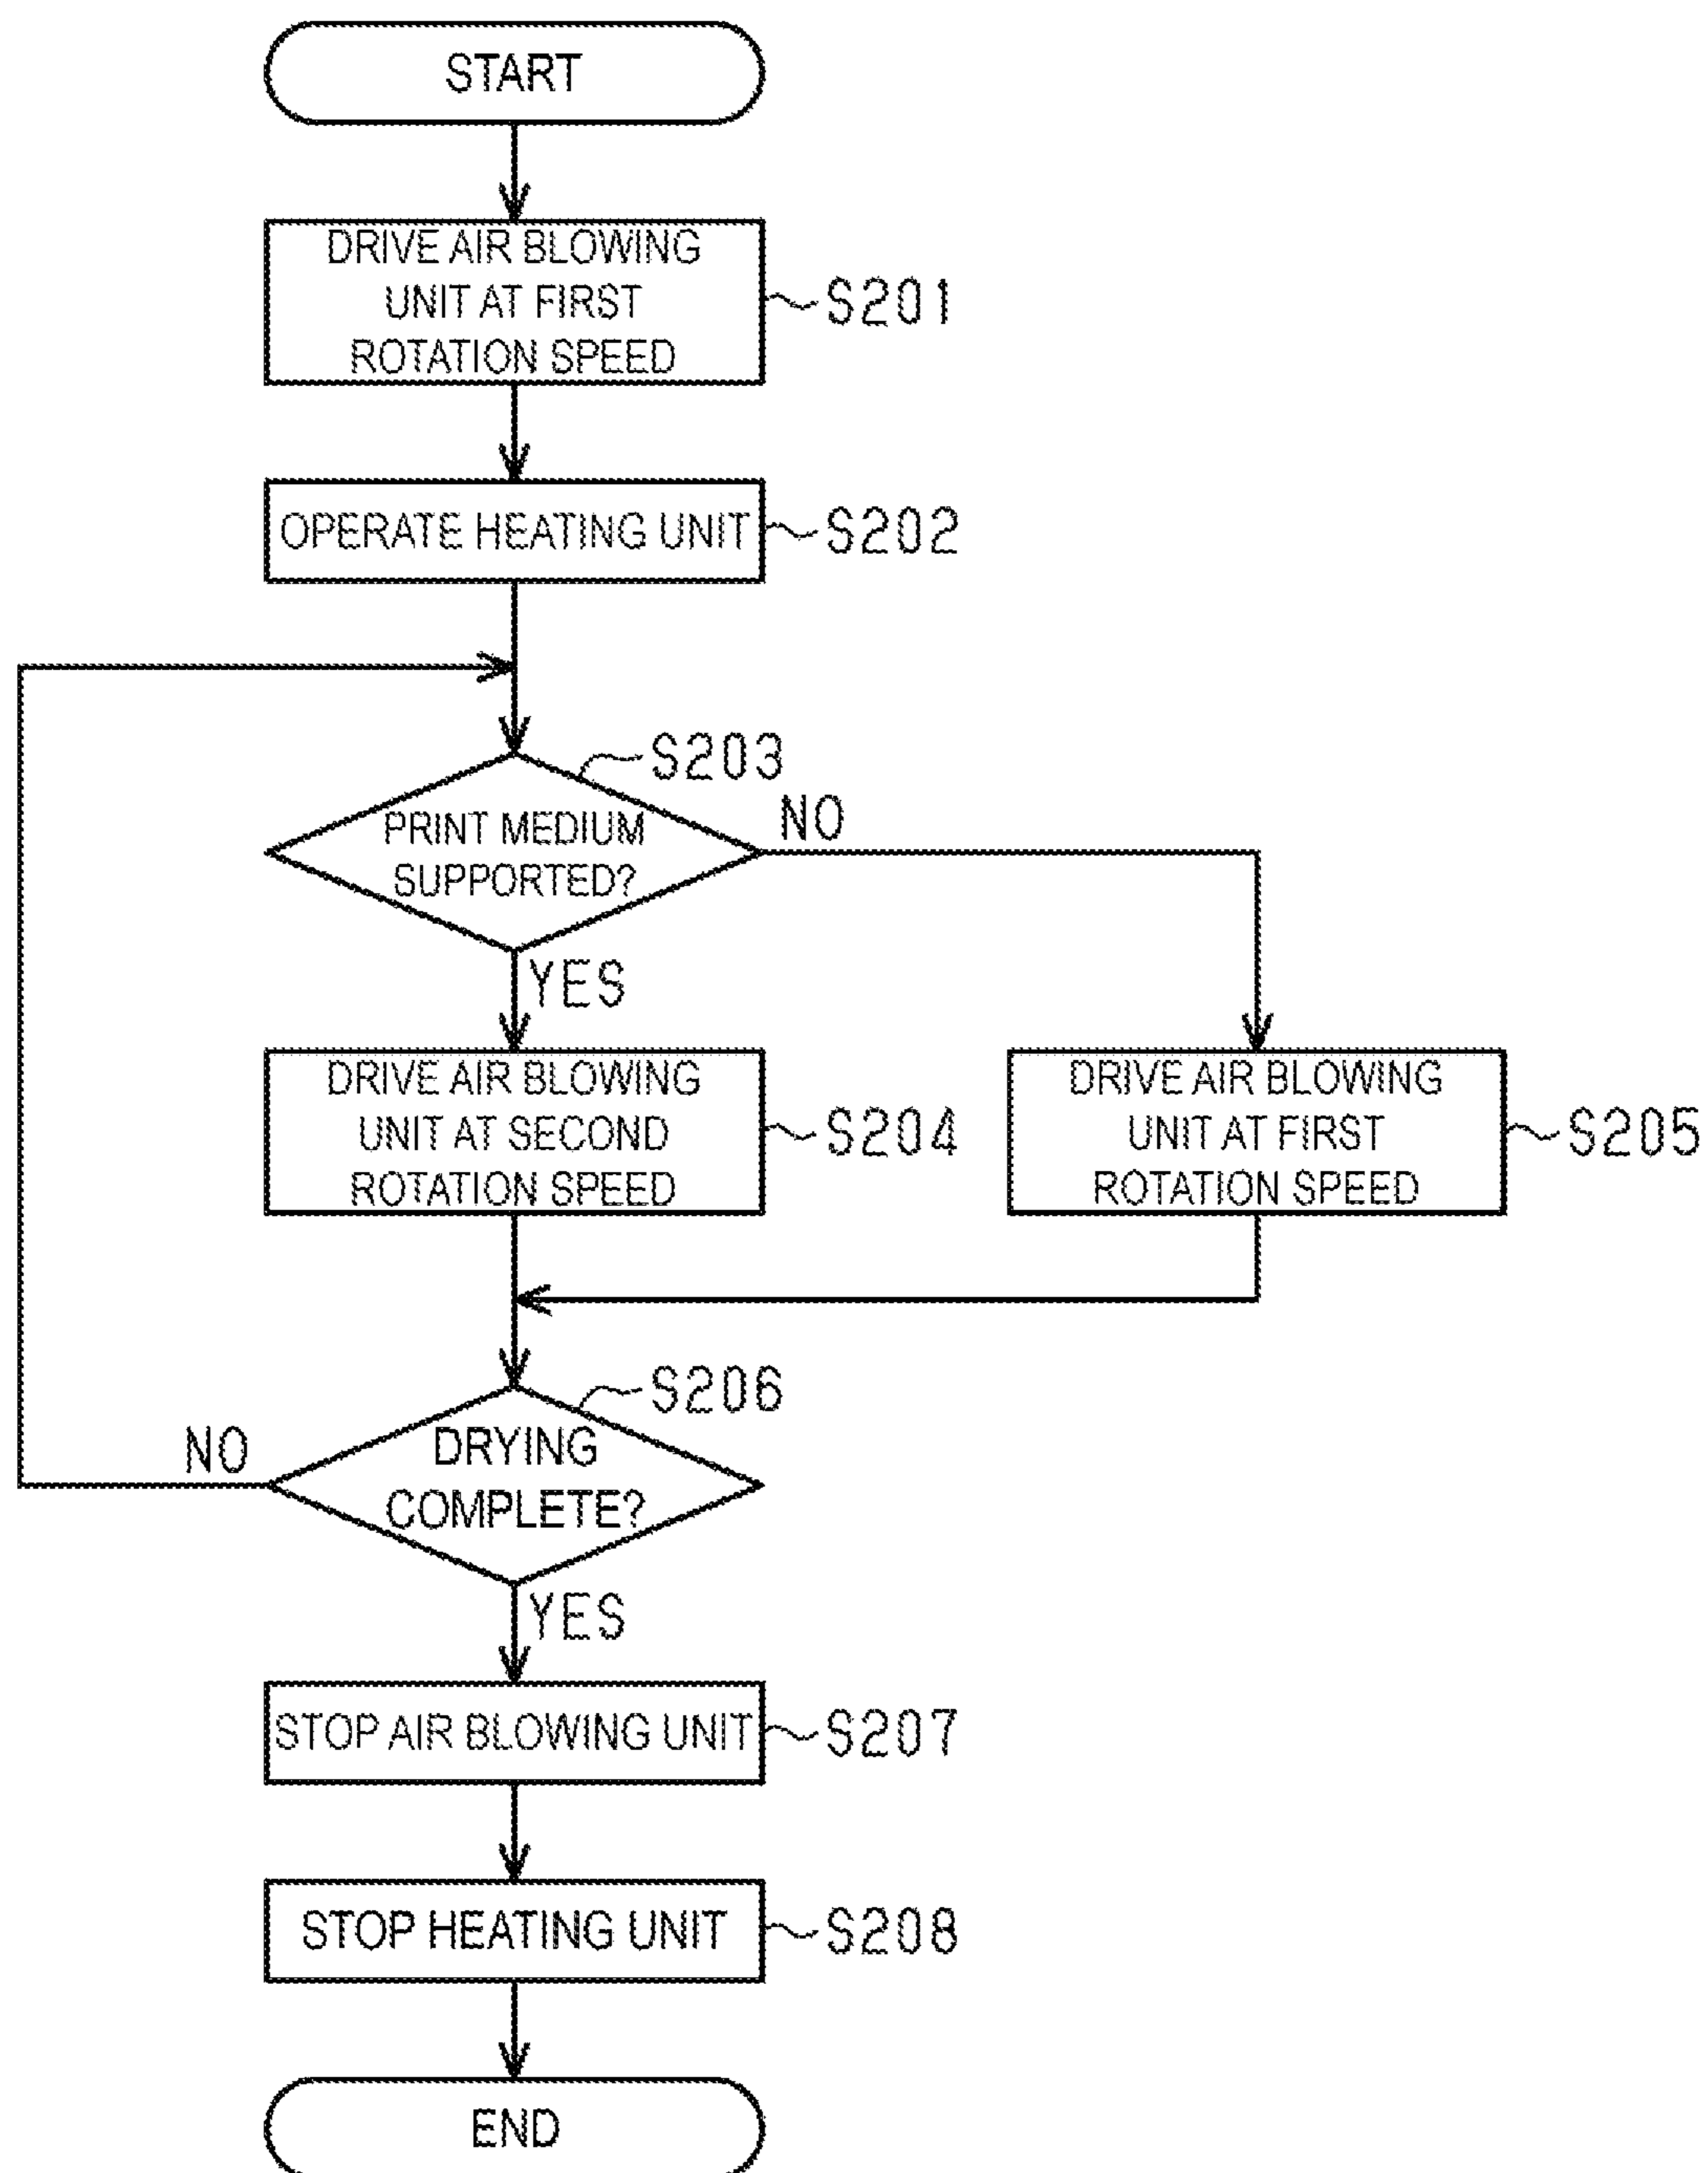 START
DRIVE AIR BLOWING
UNIT AT FIRST
ROTATION SPEED
S201
OPERATE HEATING UNIT
S202
S203
PRINT MEDIUM
SUPPORTED?
NO
YES
DRIVE AIR BLOWING
UNIT AT SECOND
ROTATION SPEED
S204
DRIVE AIR BLOWING
UNIT AT FIRST
ROTATION SPEED
S205
S206
DRYING
COMPLETE?
NO
YES
STOP AIR BLOWING UNIT
S207
STOP HEATING UNIT
S208
END